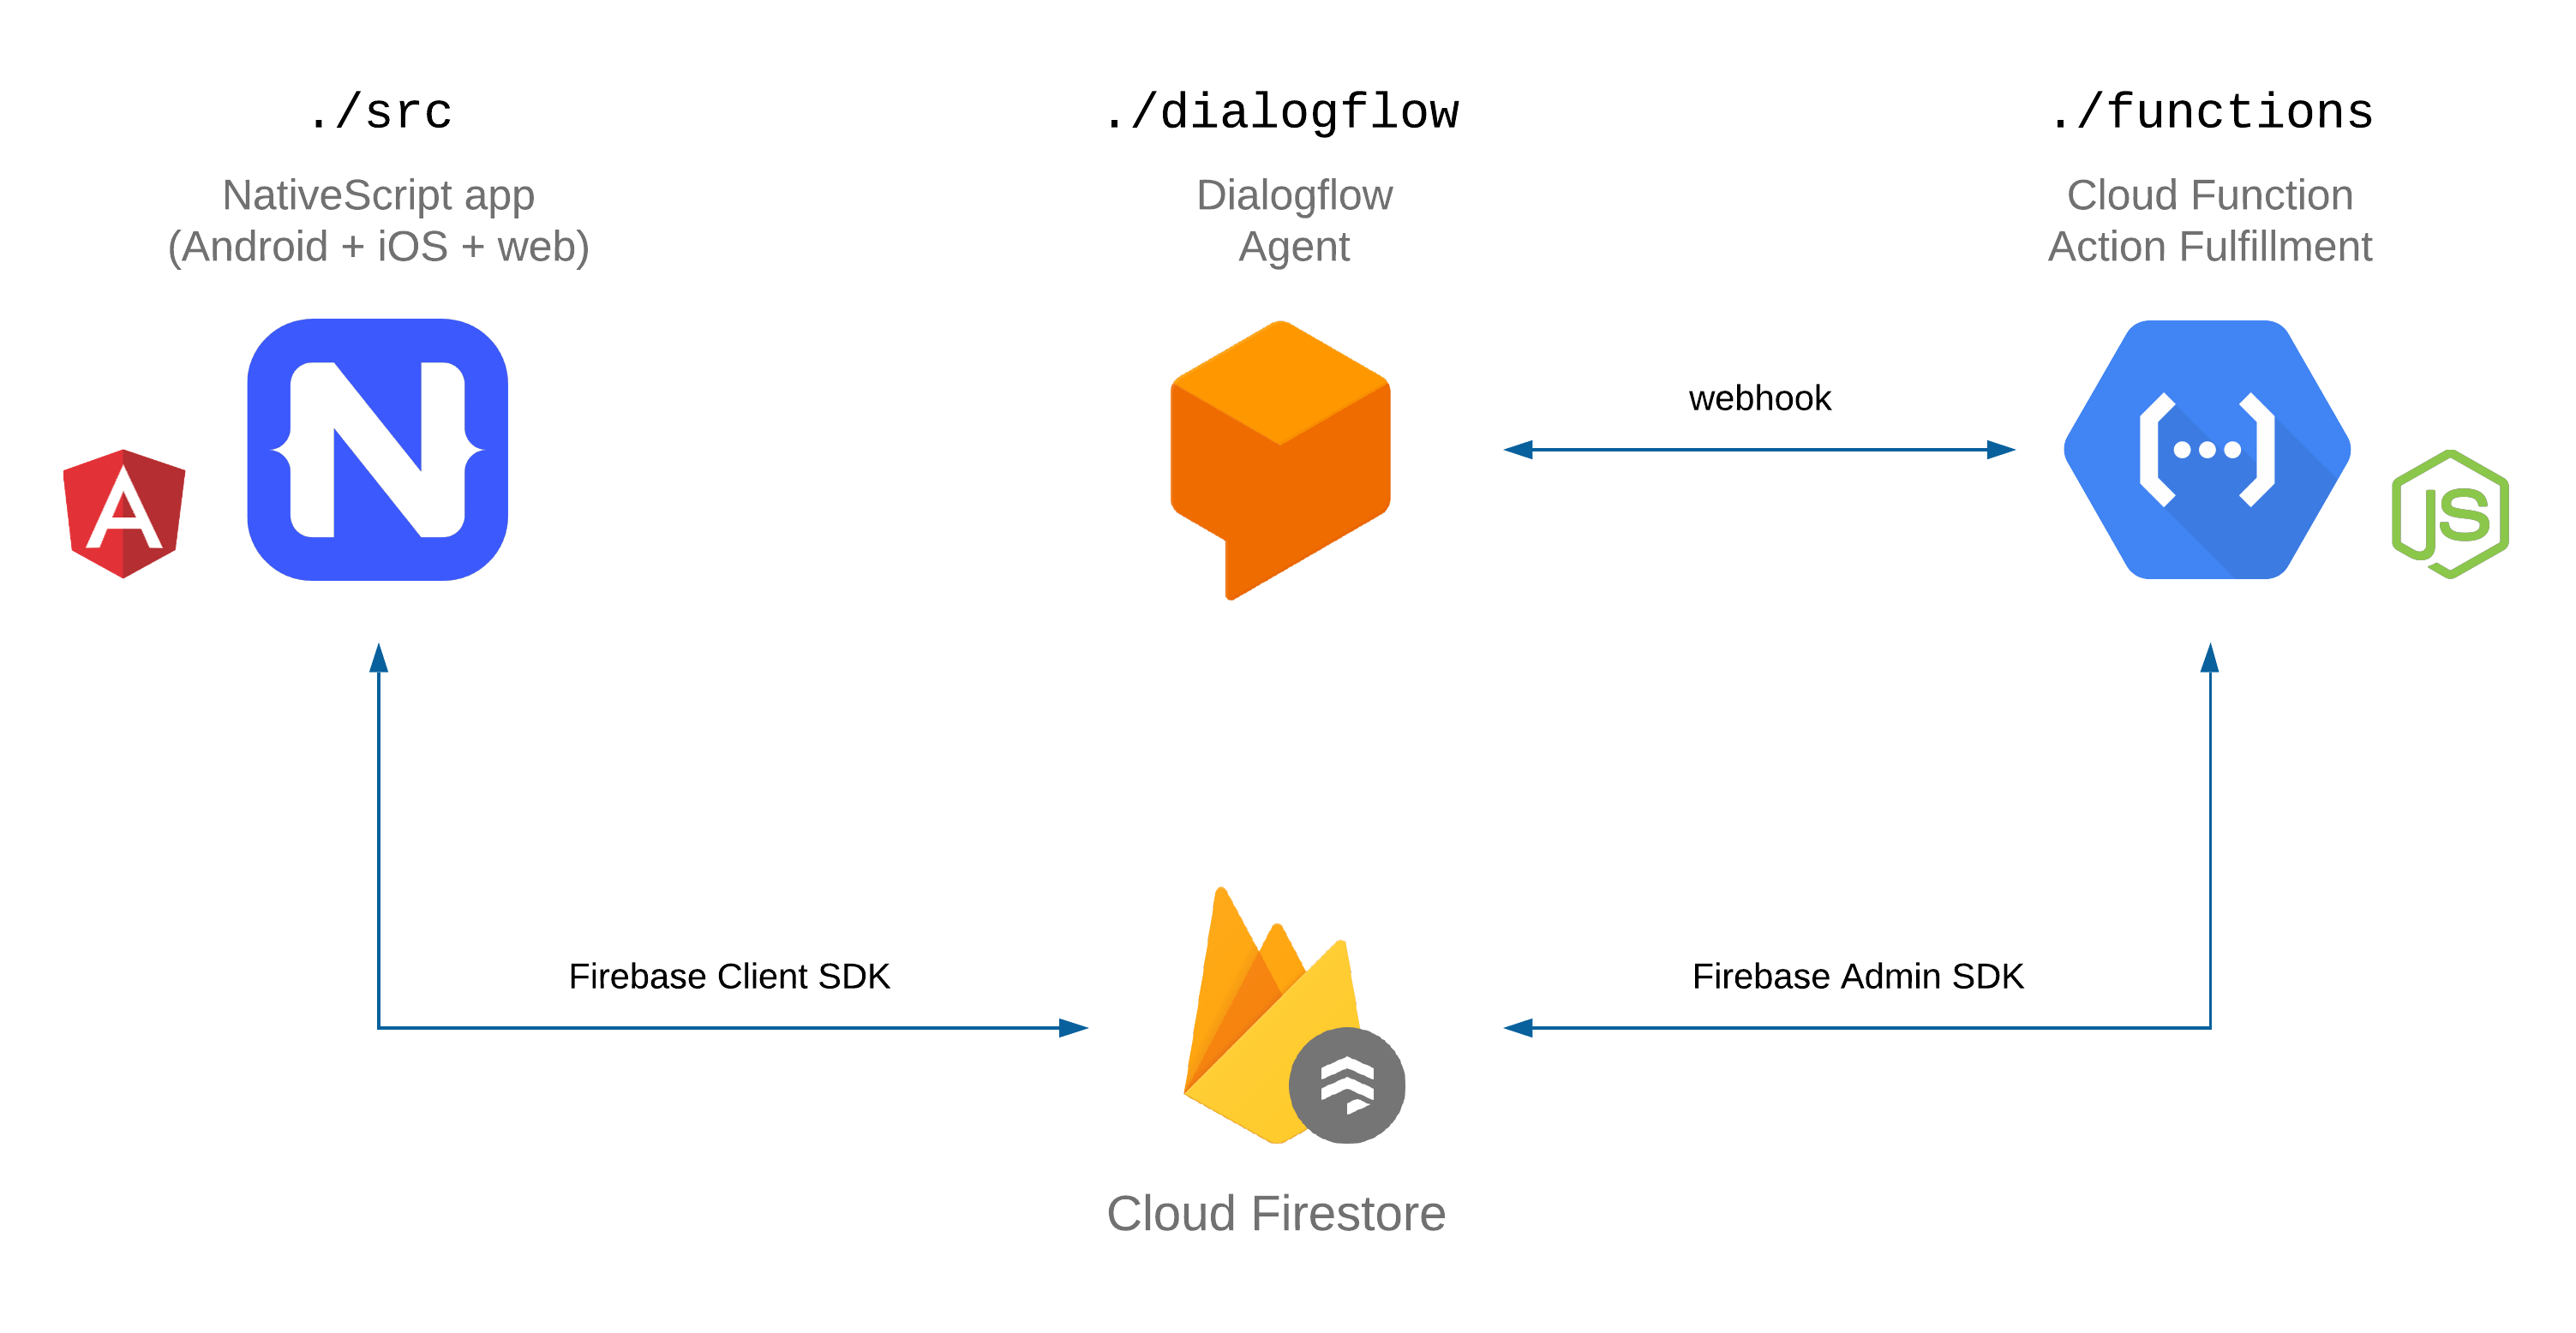 ./src
NativeScript app
(Android + iOS + web)
N
A
./dialogflow
Dialogflow
Agent
webhook
./functions
Cloud Function
Action Fulfillment
JS
Firebase Client SDK
Firebase Admin SDK
Cloud Firestore